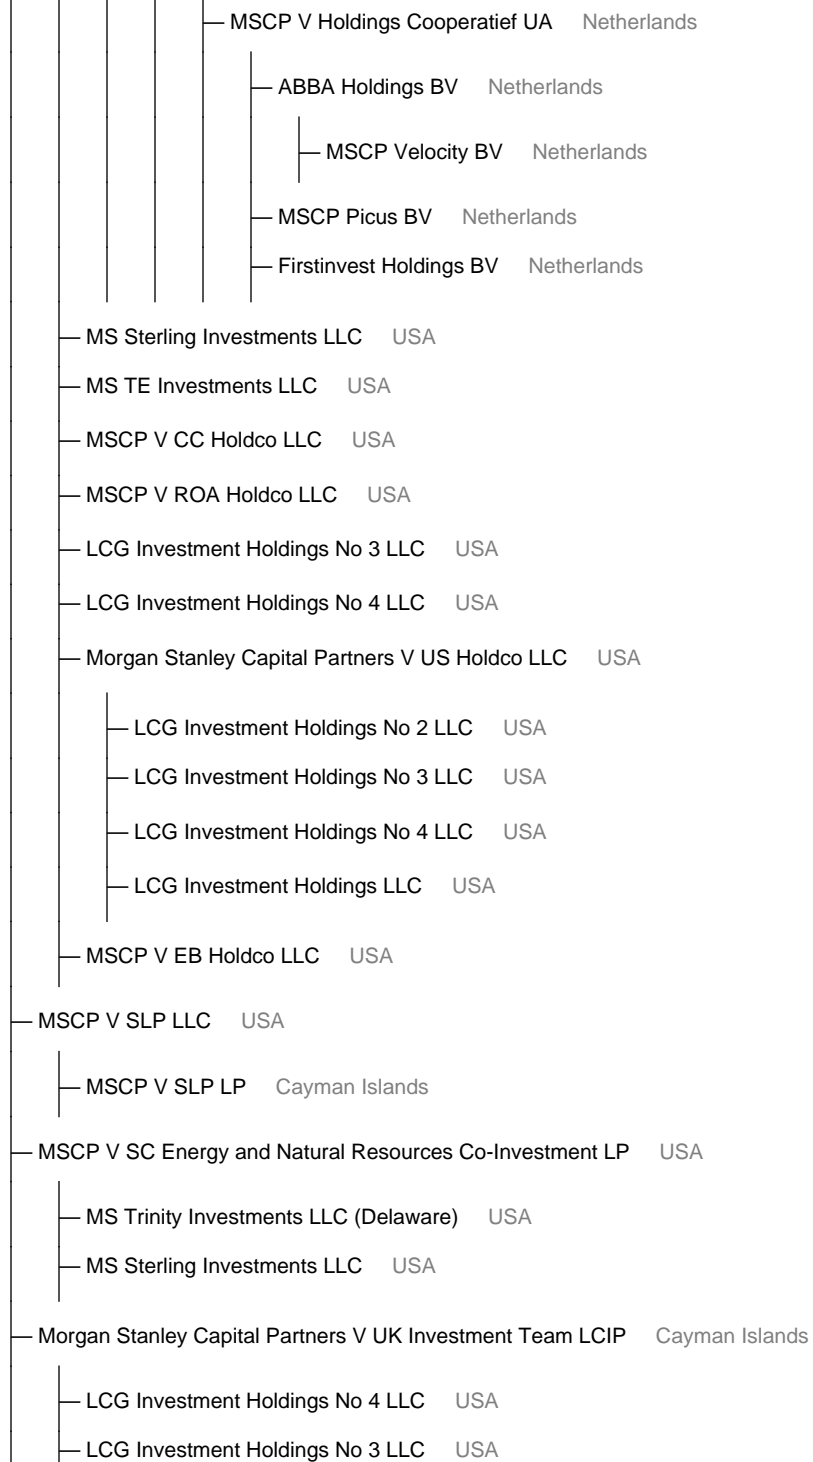 MSCP V Holdings Cooperatief UA Netherlands
ABBA Holdings BV Netherlands
MSCP Velocity BV Netherlands
MSCP Picus BV Netherlands
Firstinvest Holdings BV Netherlands
MS Sterling Investments LLC USA
MS TE Investments LLC USA
MSCP V CC Holdco LLC USA
MSCP V ROA Holdco LLC USA
LCG Investment Holdings No 3 LLC USA
LCG Investment Holdings No 4 LLC USA
Morgan Stanley Capital Partners V US Holdco LLC USA
LCG Investment Holdings No 2 LLC USA
LCG Investment Holdings No 3 LLC USA
LCG Investment Holdings No 4 LLC USA
LCG Investment Holdings LLC USA
MSCP V EB Holdco LLC USA
MSCP V SLP LLC USA
MSCP V SLP LP Cayman Islands
MSCP V SC Energy and Natural Resources Co-Investment LP USA
MS Trinity Investments LLC (Delaware) USA
MS Sterling Investments LLC USA
Morgan Stanley Capital Partners V UK Investment Team LCIP Cayman Islands
LCG Investment Holdings No 4 LLC USA
LCG Investment Holdings No 3 LLC USA